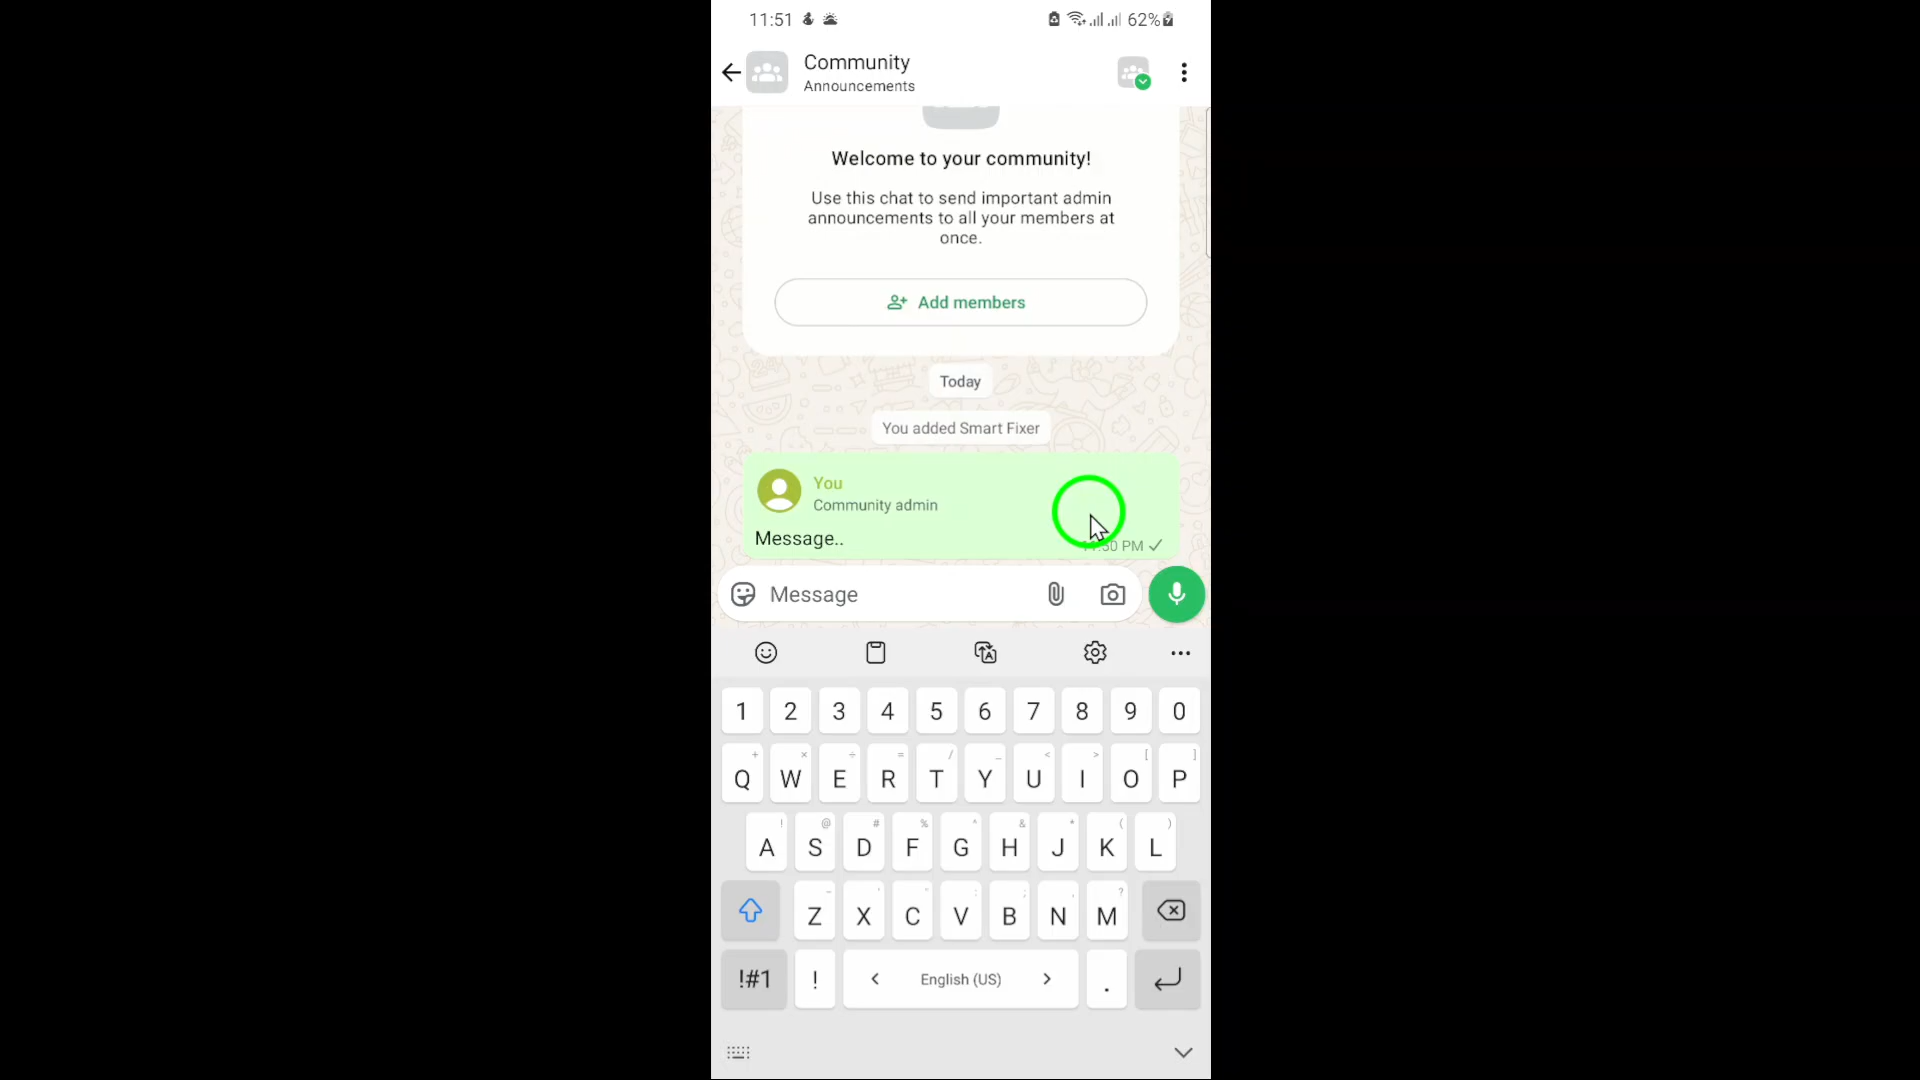 11:51 62%
Community
Announcements
Welcome to your community!
Use this chat to send important admin
announcements to all your members at
once.
Add members
Today
You added Smart Fixer
You
Community admin
Message..
PM
Message
1 2 3 4 5 6 7 8 9 0
+ × ÷ = / _ < > [ ]
Q W E R T Y U I O P
! @ # % ^ & * ( )
A S D F G H J K L
- ' " : ; , ?
Z X C V B N M
!#1 ! < English (US) > .